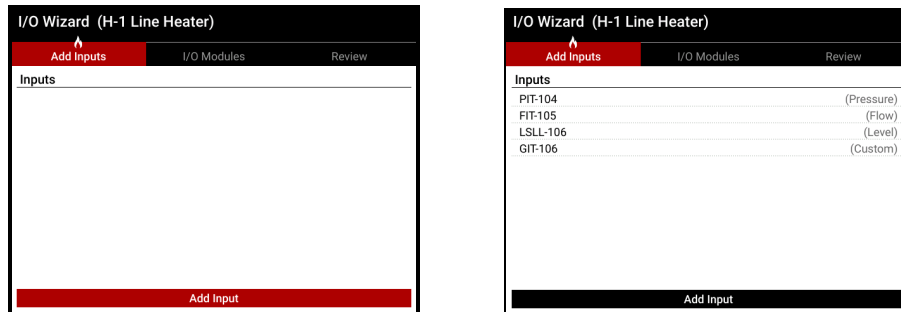 I/O Wizard (H-1 Line Heater)
Add Inputs I/O Modules Review
Inputs
Add Input
I/O Wizard (H-1 Line Heater)
Add Inputs I/O Modules Review
Inputs
PIT-104 (Pressure)
FIT-105 (Flow)
LSLL-106 (Level)
GIT-106 (Custom)
Add Input